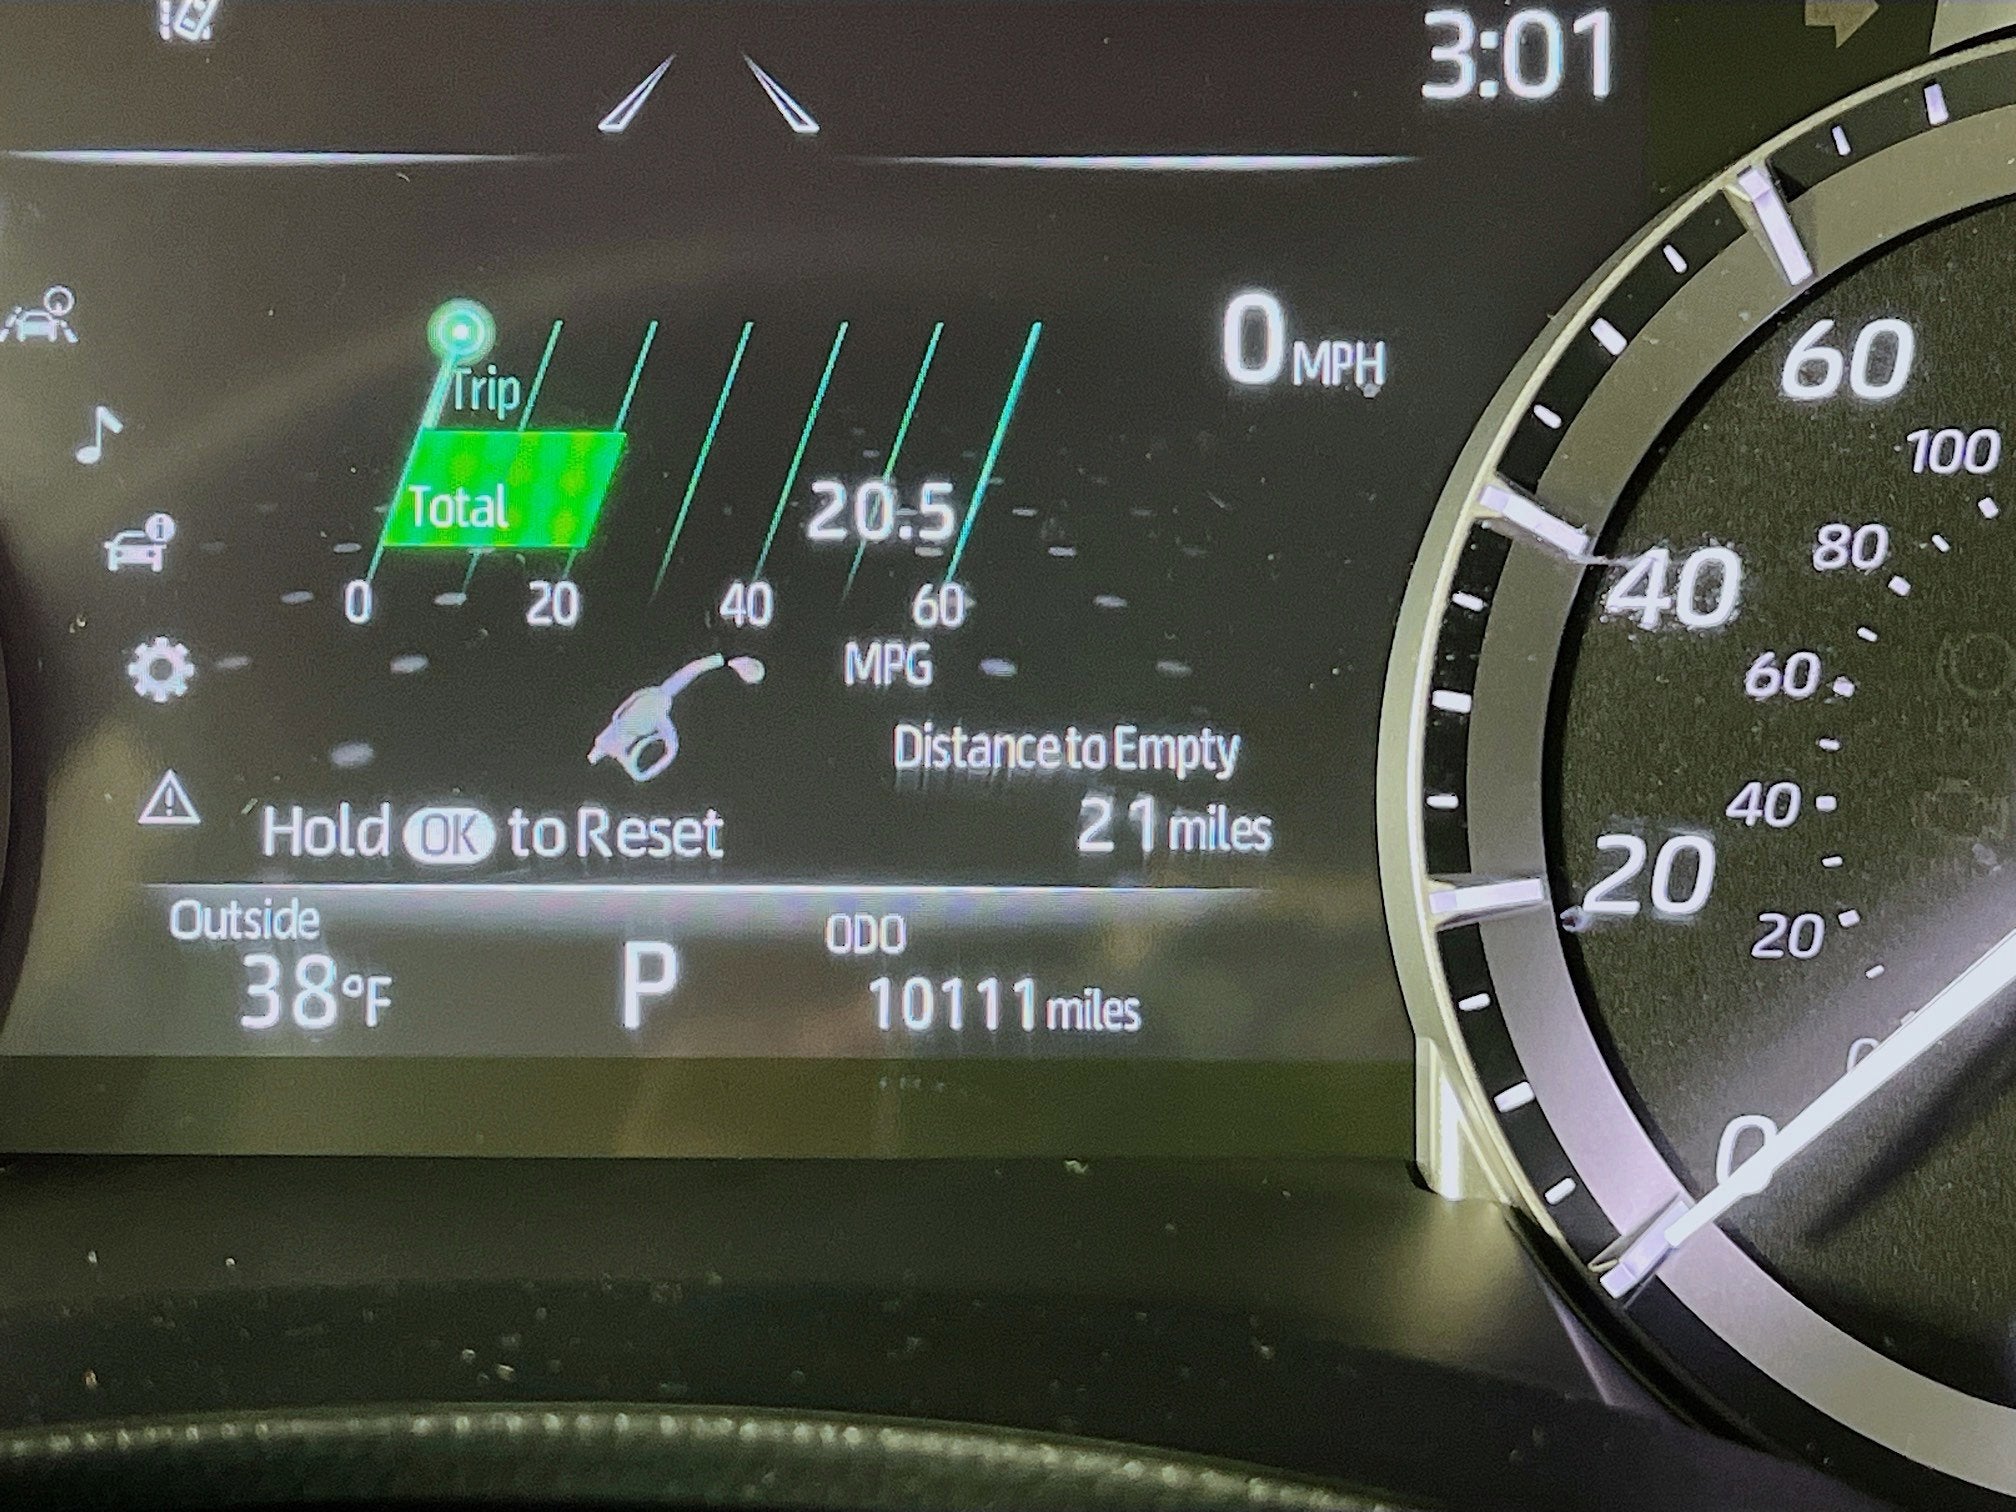 3:01
0 MPH
Trip
Total
20.5
0 20 40 60
MPG
Distance to Empty
21 miles
Hold OK to Reset
Outside
38°F
P
ODO
10111 miles
60
100
40
80
60
40
20
20
0
0